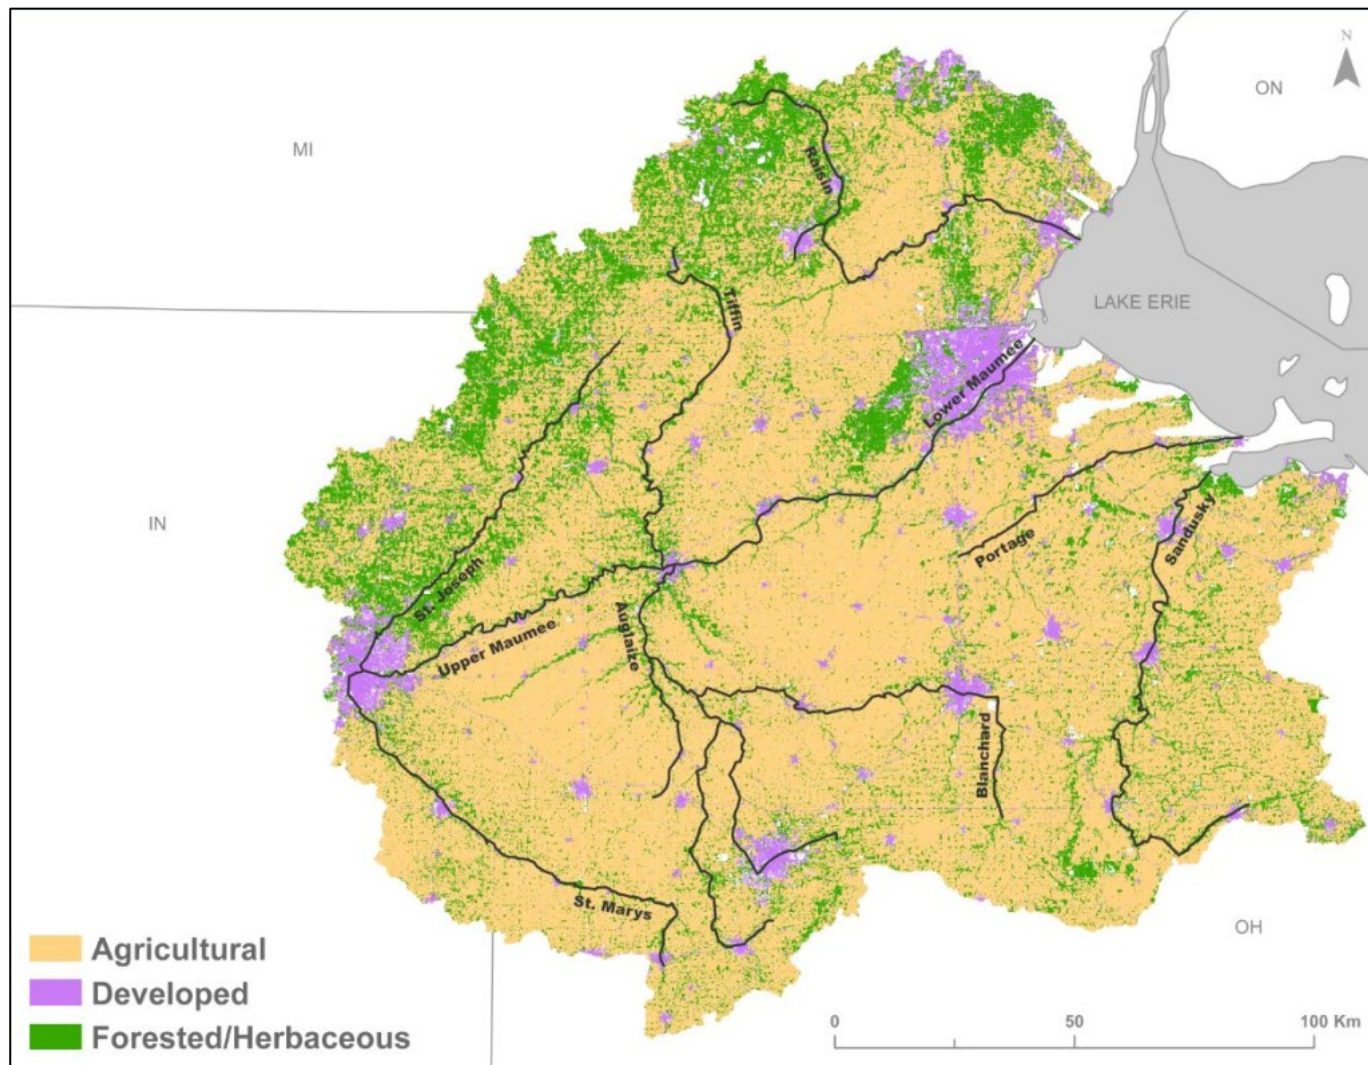 N
ON
MI
Raisin
LAKE ERIE
Tiffin
Lower Maumee
IN
Portage
Sandusky
St. Joseph
Auglaize
Upper Maumee
Blanchard
St. Marys
OH
Agricultural
Developed
Forested/Herbaceous
0 50 100 Km